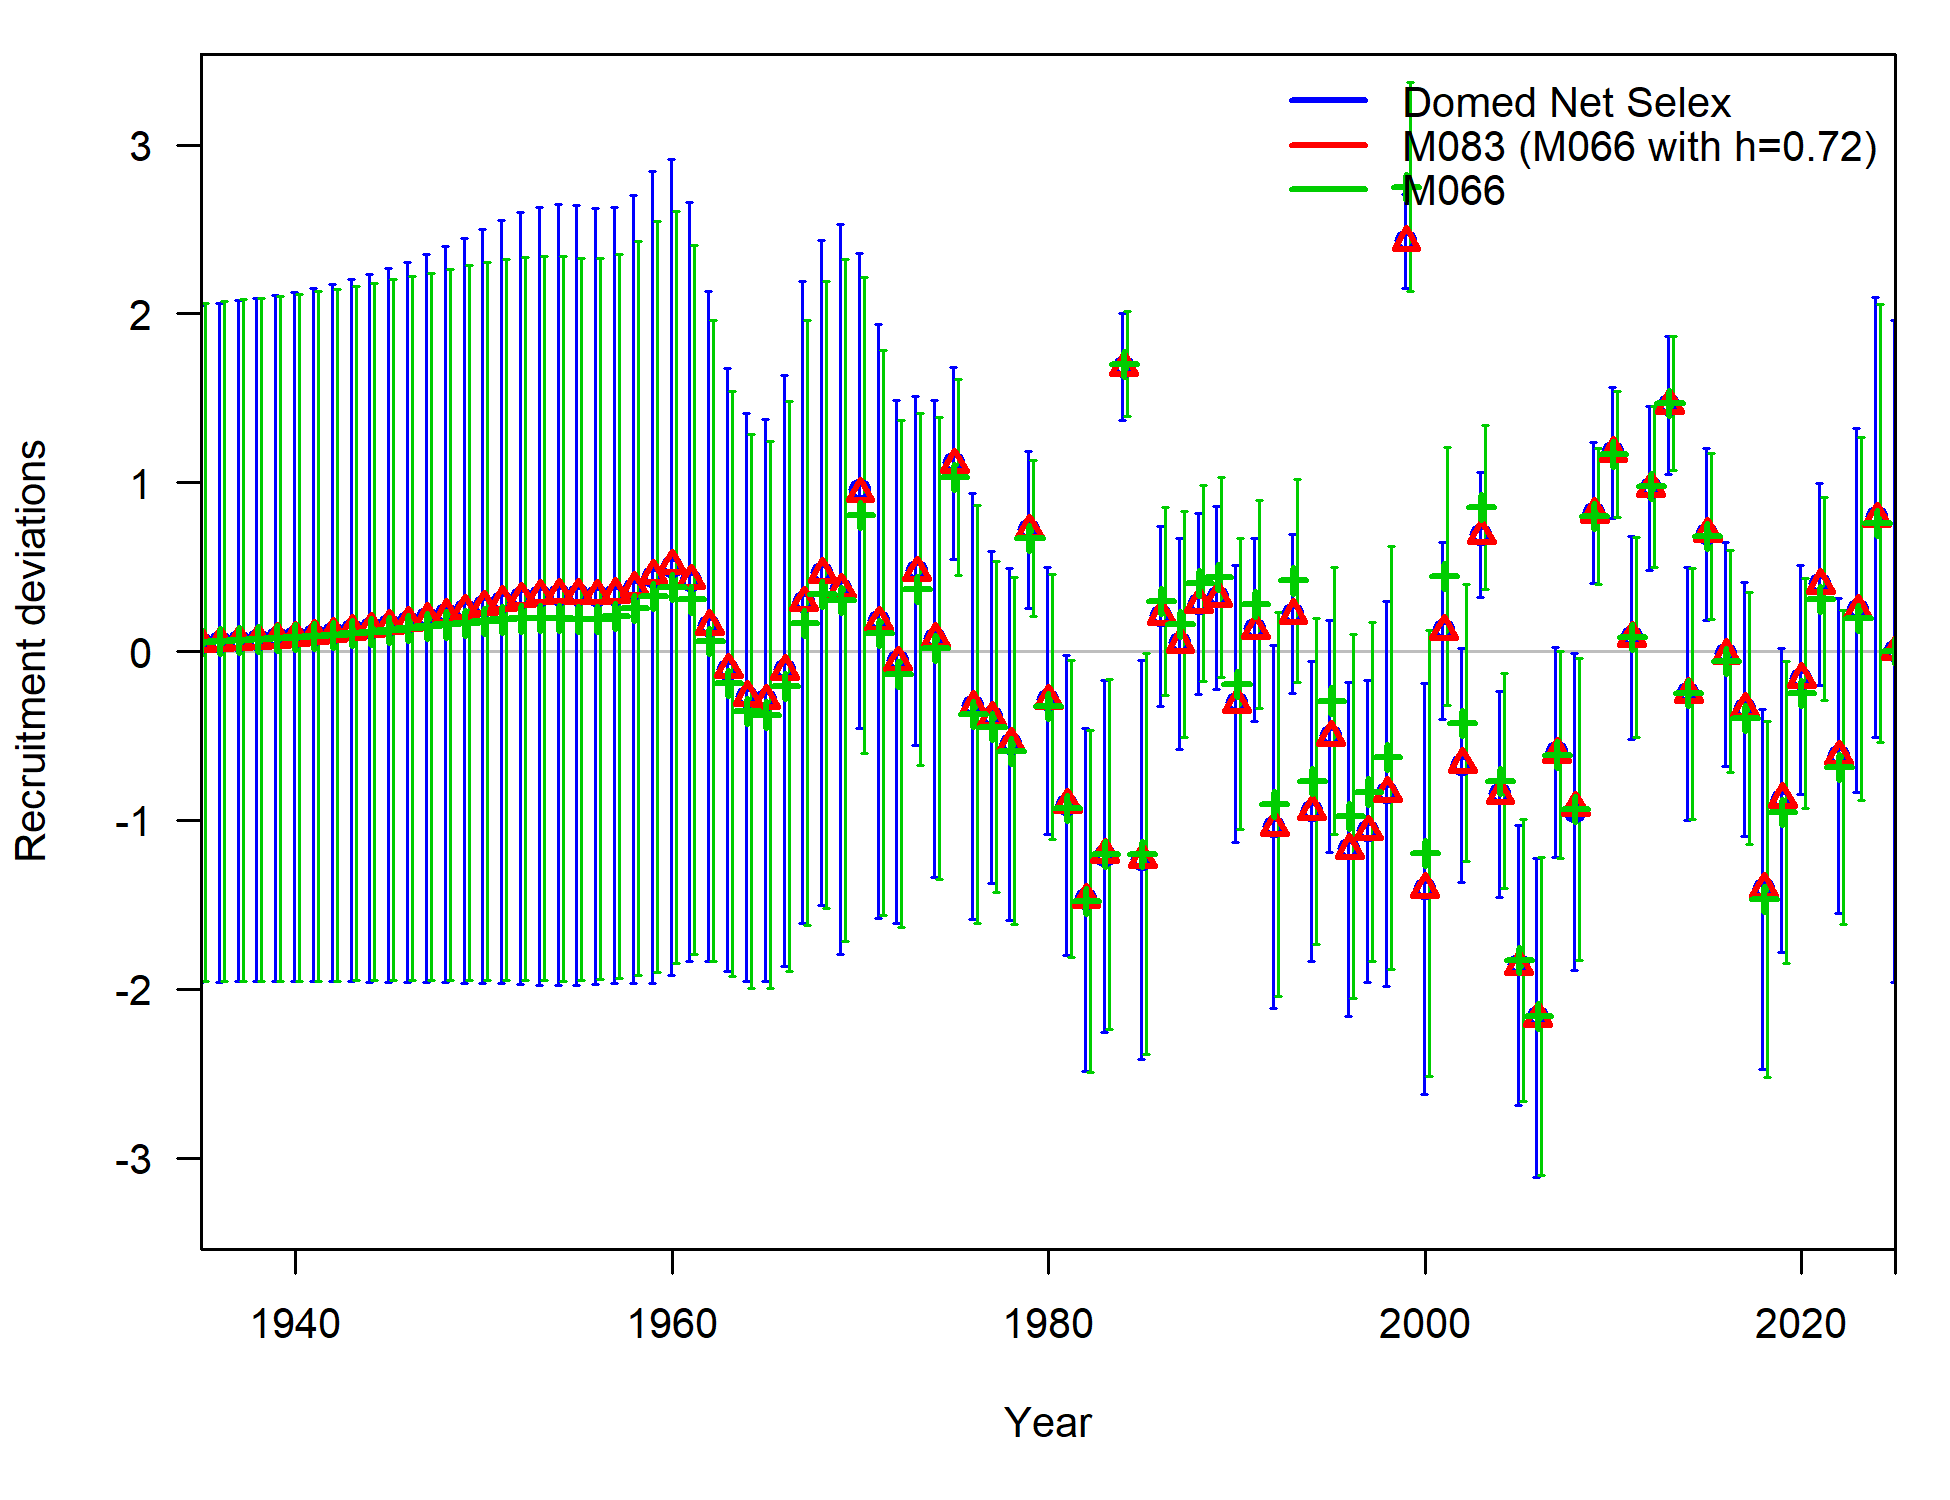 Domed Net Selex
M083 (M066 with h=0.72)
M066
3
2
1
0
-1
-2
-3
Recruitment deviations
1940
1960
1980
2000
2020
Year